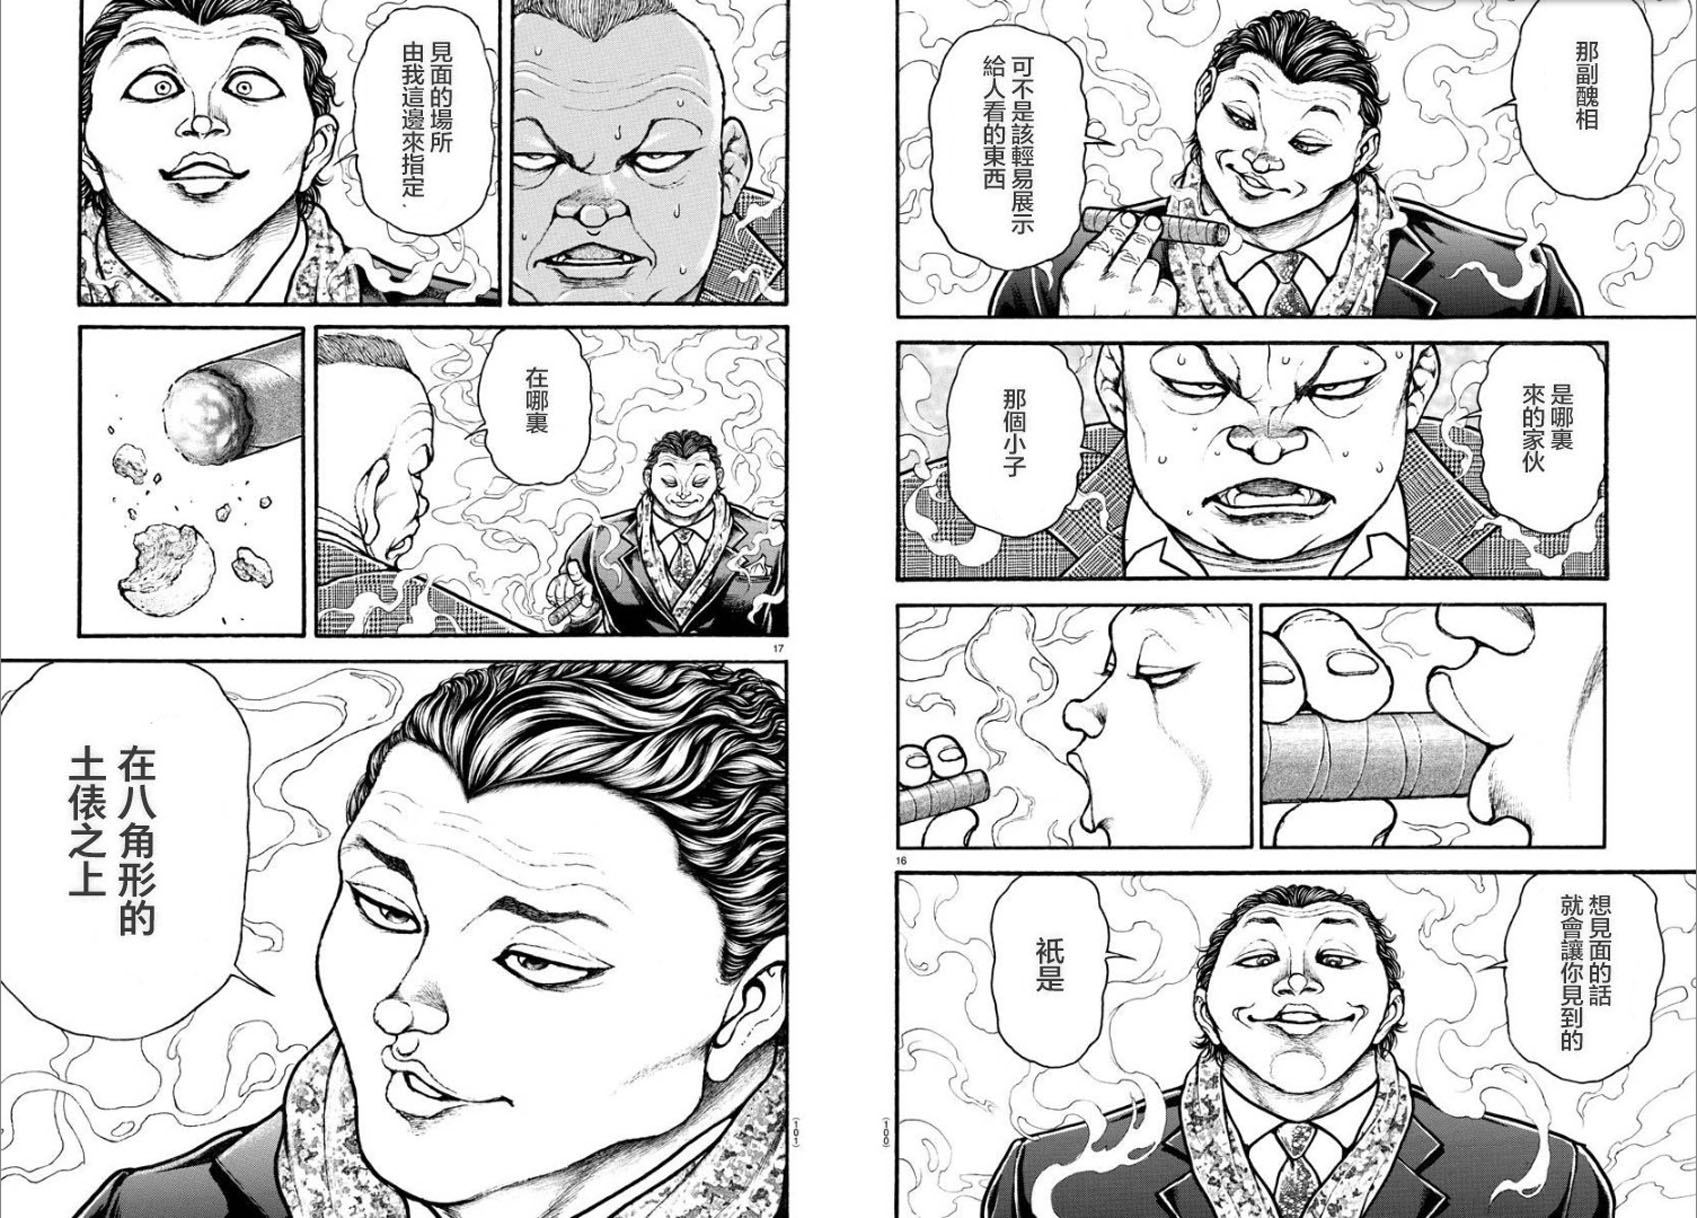 那副醜相
可不是該輕易展示
給人看的東西
是哪裏
來的家伙
那個小子
16
想見面的話
就會讓你見到的
衹是
(100)
見面的場所
由我這邊來指定.
在哪裏
17
在八角形的
土俵之上
(101)